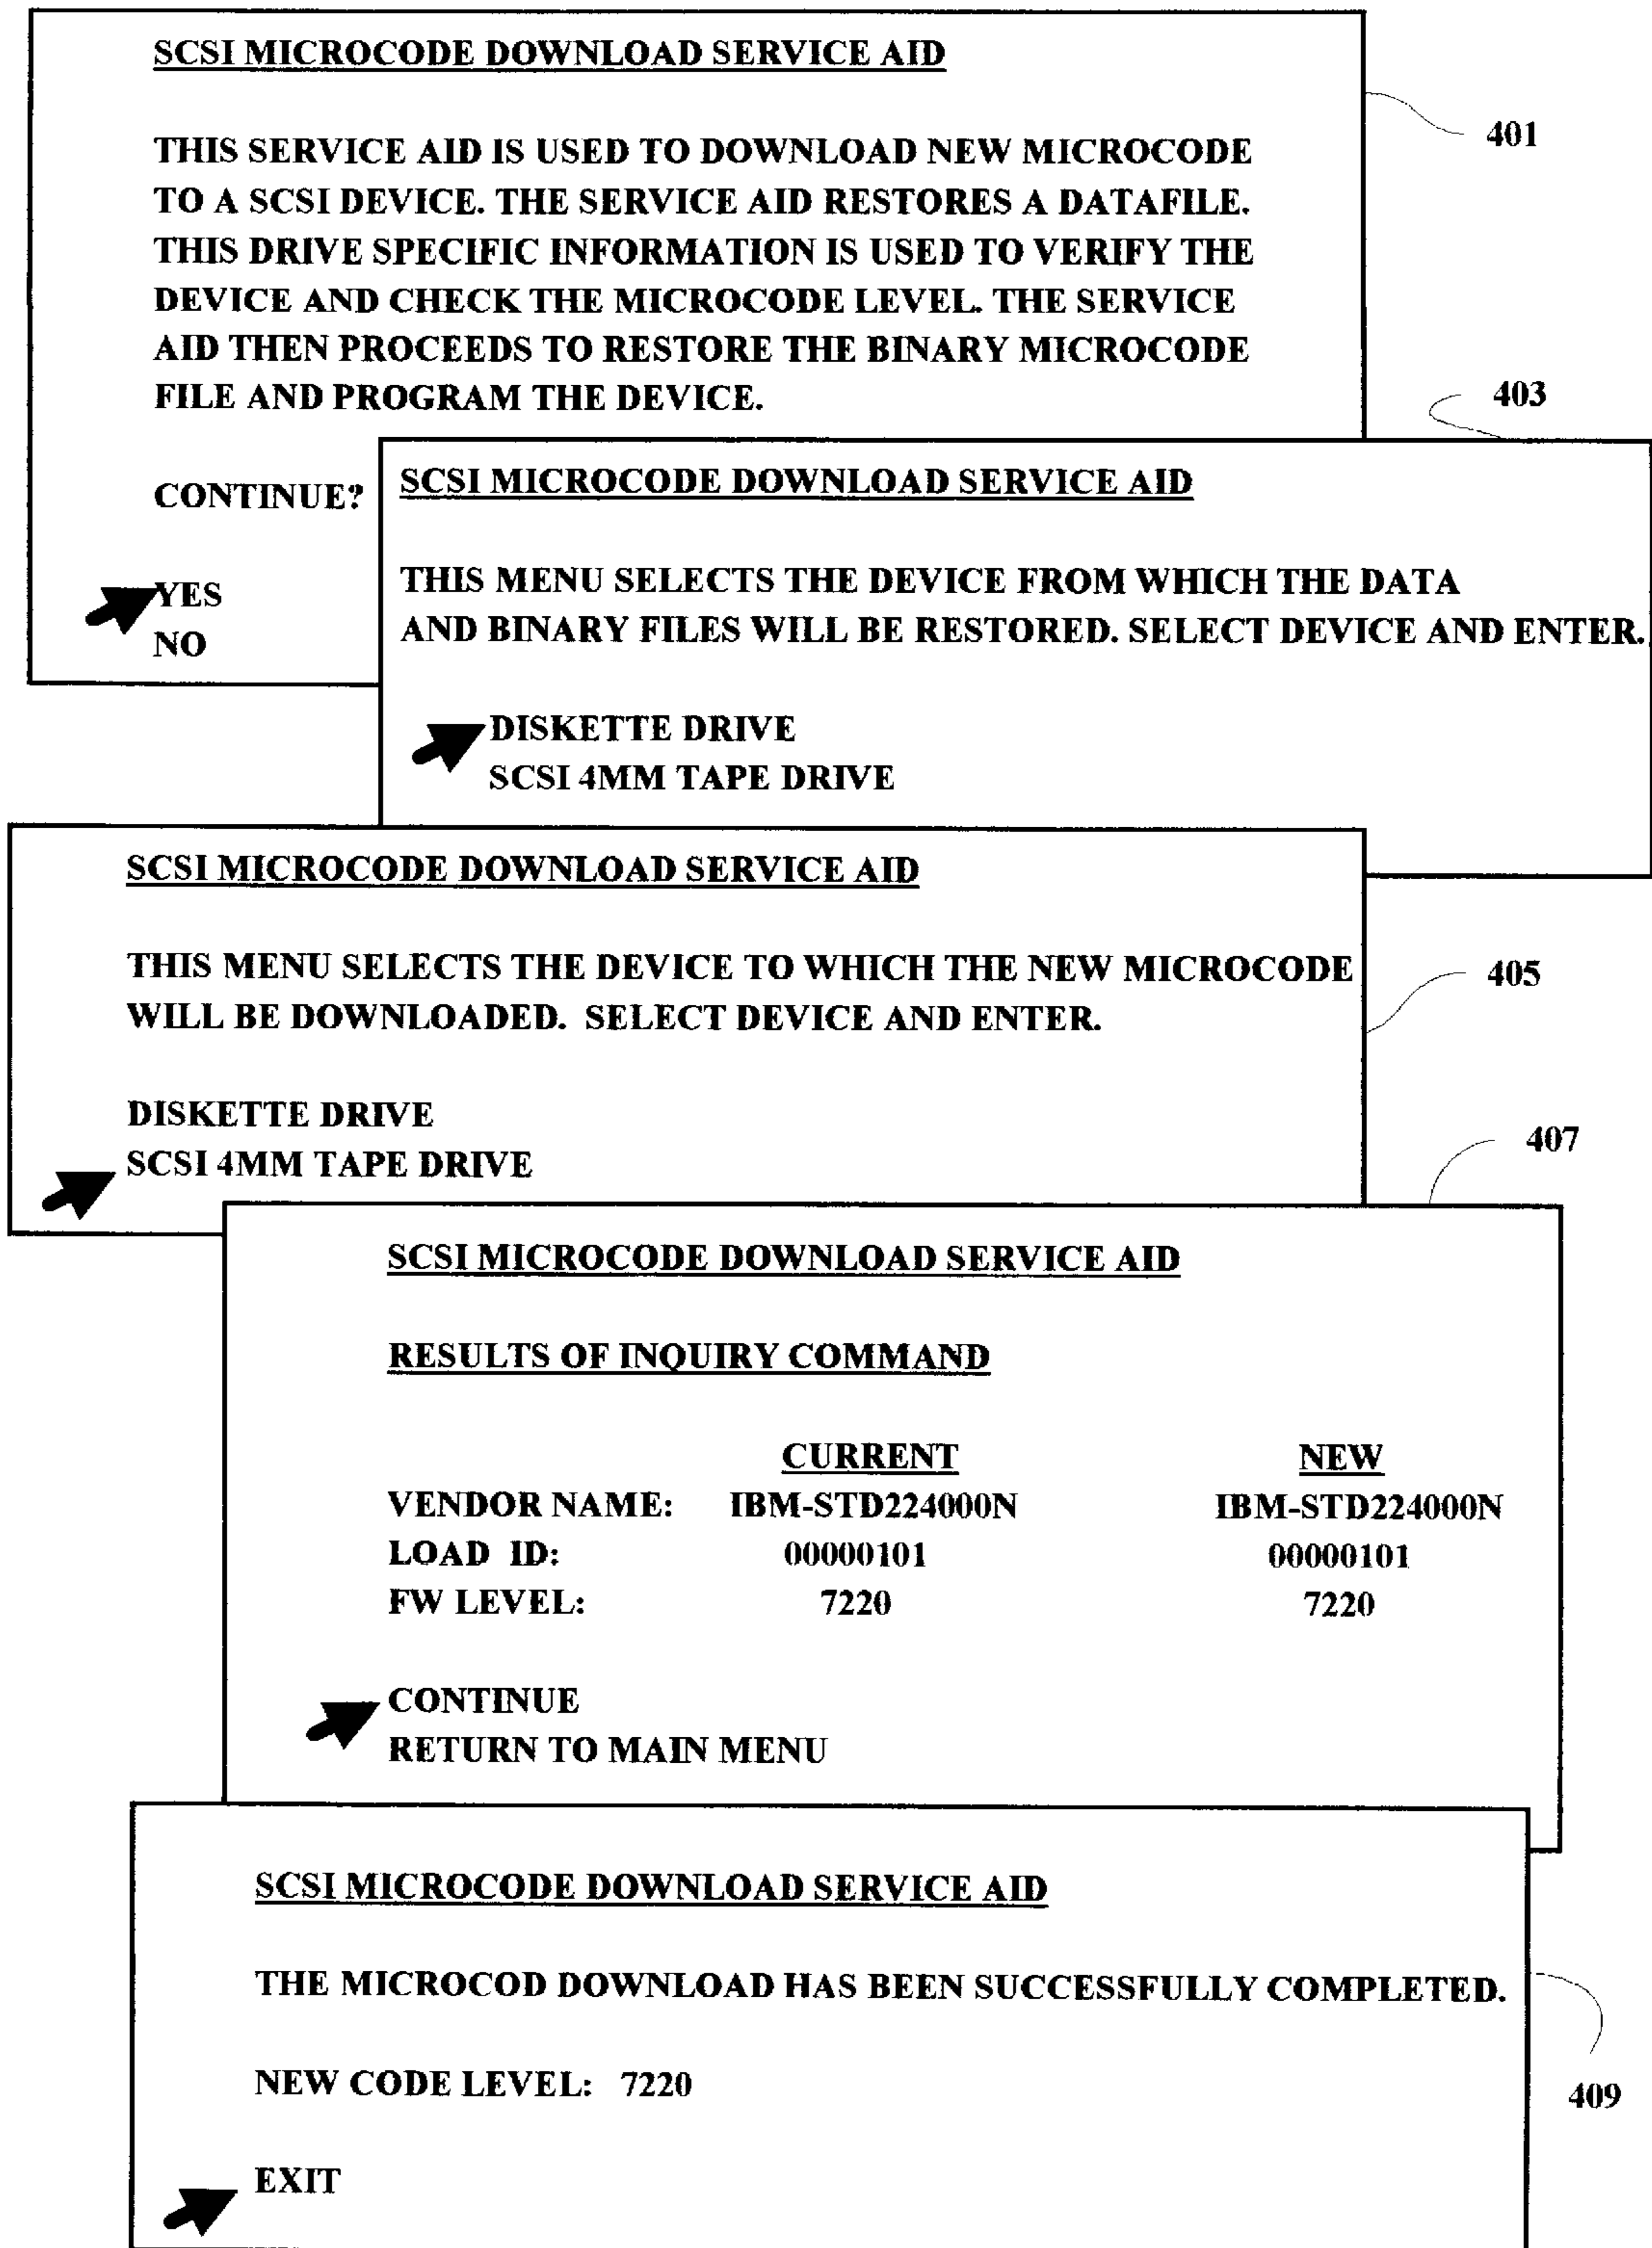 SCSI MICROCODE DOWNLOAD SERVICE AID
401
THIS SERVICE AID IS USED TO DOWNLOAD NEW MICROCODE
TO A SCSI DEVICE. THE SERVICE AID RESTORES A DATAFILE.
THIS DRIVE SPECIFIC INFORMATION IS USED TO VERIFY THE
DEVICE AND CHECK THE MICROCODE LEVEL. THE SERVICE
AID THEN PROCEEDS TO RESTORE THE BINARY MICROCODE
FILE AND PROGRAM THE DEVICE.
CONTINUE?
YES
NO
403
SCSI MICROCODE DOWNLOAD SERVICE AID
THIS MENU SELECTS THE DEVICE FROM WHICH THE DATA
AND BINARY FILES WILL BE RESTORED. SELECT DEVICE AND ENTER.
DISKETTE DRIVE
SCSI 4MM TAPE DRIVE
SCSI MICROCODE DOWNLOAD SERVICE AID
THIS MENU SELECTS THE DEVICE TO WHICH THE NEW MICROCODE
405
WILL BE DOWNLOADED. SELECT DEVICE AND ENTER.
DISKETTE DRIVE
SCSI 4MM TAPE DRIVE
407
SCSI MICROCODE DOWNLOAD SERVICE AID
RESULTS OF INQUIRY COMMAND
CURRENT NEW
VENDOR NAME: IBM-STD224000N IBM-STD224000N
LOAD ID: 00000101 00000101
FW LEVEL: 7220 7220
CONTINUE
RETURN TO MAIN MENU
SCSI MICROCODE DOWNLOAD SERVICE AID
THE MICROCOD DOWNLOAD HAS BEEN SUCCESSFULLY COMPLETED.
NEW CODE LEVEL: 7220
409
EXIT